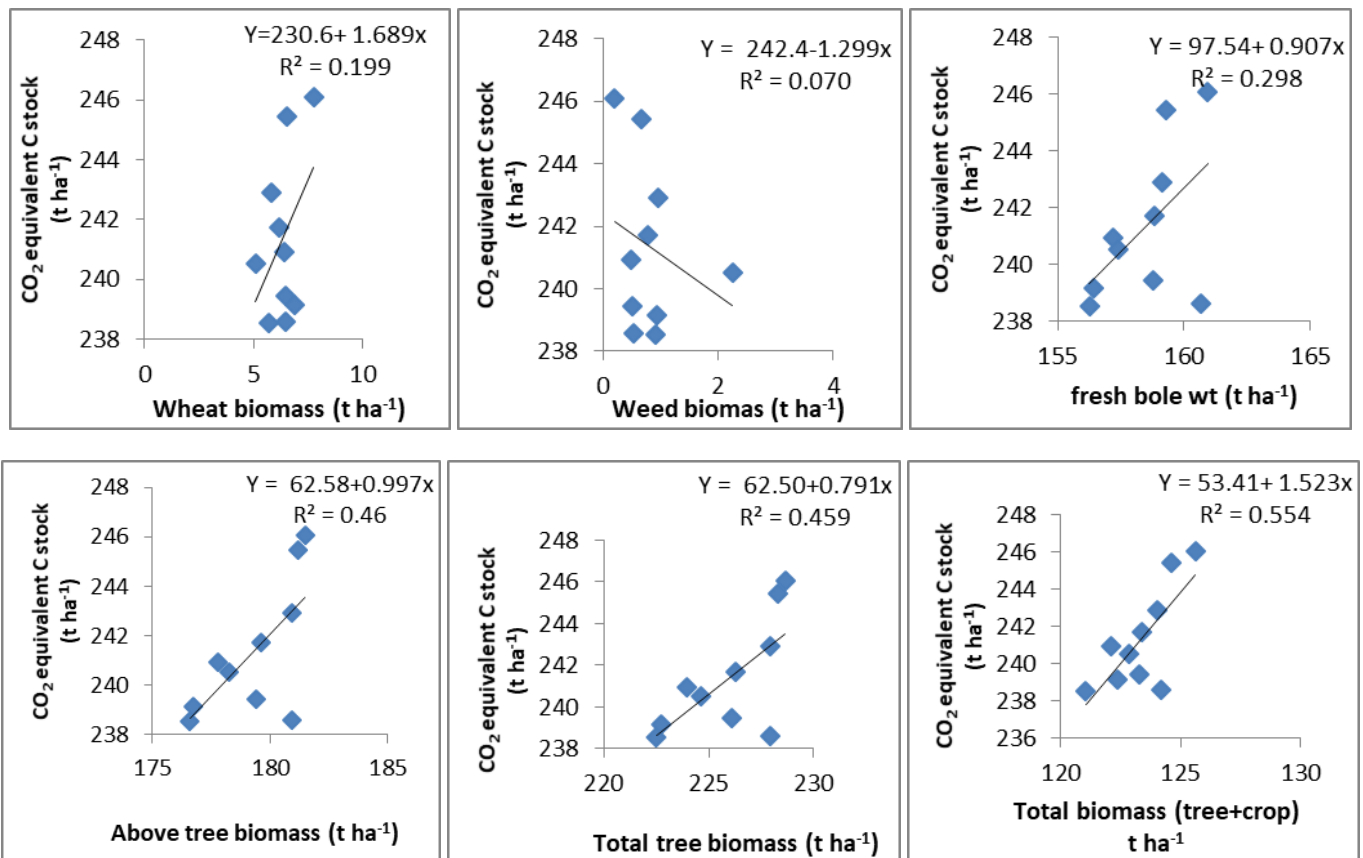 Y=230.6+ 1.689x
R² = 0.199
CO₂ equivalent C stock
(t ha⁻¹)
248
246
244
242
240
238
0 5 10
Wheat biomass (t ha⁻¹)
Y = 242.4-1.299x
R² = 0.070
CO₂ equivalent C stock
(t ha⁻¹)
248
246
244
242
240
238
0 2 4
Weed biomas (t ha⁻¹)
Y = 97.54+ 0.907x
R² = 0.298
CO₂ equivalent C stock
(t ha⁻¹)
248
246
244
242
240
238
155 160 165
fresh bole wt (t ha⁻¹)
Y = 62.58+0.997x
R² = 0.46
CO₂ equivalent C stock
(t ha⁻¹)
248
246
244
242
240
238
175 180 185
Above tree biomass (t ha⁻¹)
Y = 62.50+0.791x
R² = 0.459
CO₂ equivalent C stock
(t ha⁻¹)
248
246
244
242
240
238
220 225 230
Total tree biomass (t ha⁻¹)
Y = 53.41+ 1.523x
R² = 0.554
CO₂ equivalent C stock
(t ha⁻¹)
248
246
244
242
240
238
236
120 125 130
Total biomass (tree+crop)
t ha⁻¹